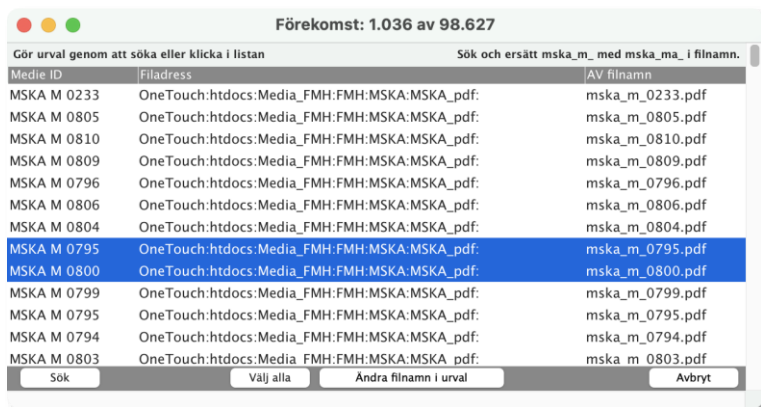 Förekomst: 1.036 av 98.627
Gör urval genom att söka eller klicka i listan Sök och ersätt mska_m_ med mska_ma_ i filnamn.
Medie ID Filadress AV filnamn
MSKA M 0233 OneTouch:htdocs:Media_FMH:FMH:MSKA:MSKA_pdf: mska_m_0233.pdf
MSKA M 0805 OneTouch:htdocs:Media_FMH:FMH:MSKA:MSKA_pdf: mska_m_0805.pdf
MSKA M 0810 OneTouch:htdocs:Media_FMH:FMH:MSKA:MSKA_pdf: mska_m_0810.pdf
MSKA M 0809 OneTouch:htdocs:Media_FMH:FMH:MSKA:MSKA_pdf: mska_m_0809.pdf
MSKA M 0796 OneTouch:htdocs:Media_FMH:FMH:MSKA:MSKA_pdf: mska_m_0796.pdf
MSKA M 0806 OneTouch:htdocs:Media_FMH:FMH:MSKA:MSKA_pdf: mska_m_0806.pdf
MSKA M 0804 OneTouch:htdocs:Media_FMH:FMH:MSKA:MSKA_pdf: mska_m_0804.pdf
MSKA M 0795 OneTouch:htdocs:Media_FMH:FMH:MSKA:MSKA_pdf: mska_m_0795.pdf
MSKA M 0800 OneTouch:htdocs:Media_FMH:FMH:MSKA:MSKA_pdf: mska_m_0800.pdf
MSKA M 0799 OneTouch:htdocs:Media_FMH:FMH:MSKA:MSKA_pdf: mska_m_0799.pdf
MSKA M 0795 OneTouch:htdocs:Media_FMH:FMH:MSKA:MSKA_pdf: mska_m_0795.pdf
MSKA M 0794 OneTouch:htdocs:Media_FMH:FMH:MSKA:MSKA_pdf: mska_m_0794.pdf
MSKA M 0803 OneTouch:htdocs:Media_FMH:FMH:MSKA:MSKA_pdf: mska_m_0803.pdf
Sök Välj alla Ändra filnamn i urval Avbryt